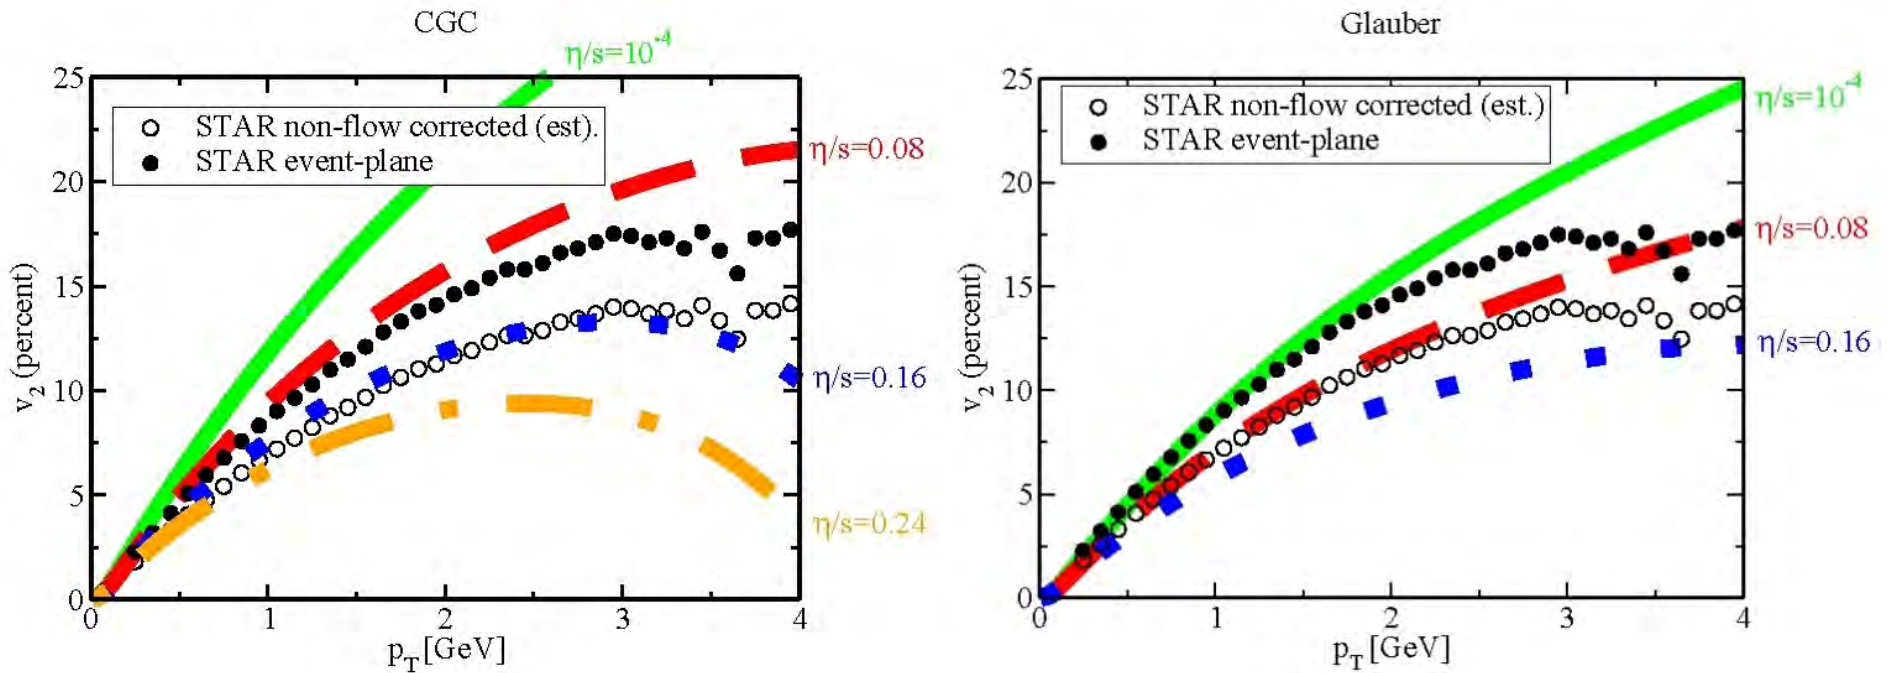 CGC
η/s=10⁻⁴
25
STAR non-flow corrected (est).
STAR event-plane
η/s=0.08
20
15
v₂ (percent)
10
η/s=0.16
5
η/s=0.24
0
0 1 2 3 4
p_T [GeV]
Glauber
25
η/s=10⁻⁴
STAR non-flow corrected (est.)
STAR event-plane
20
η/s=0.08
15
v₂ (percent)
η/s=0.16
10
5
0
0 1 2 3 4
p_T [GeV]